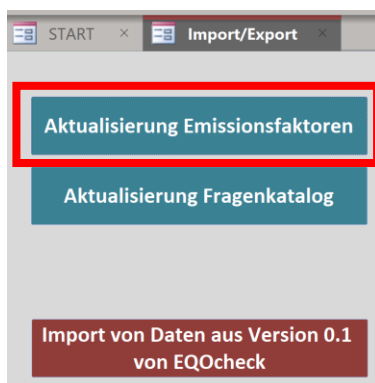 START × Import/Export ×
Aktualisierung Emissionsfaktoren
Aktualisierung Fragenkatalog
Import von Daten aus Version 0.1
von EQOcheck